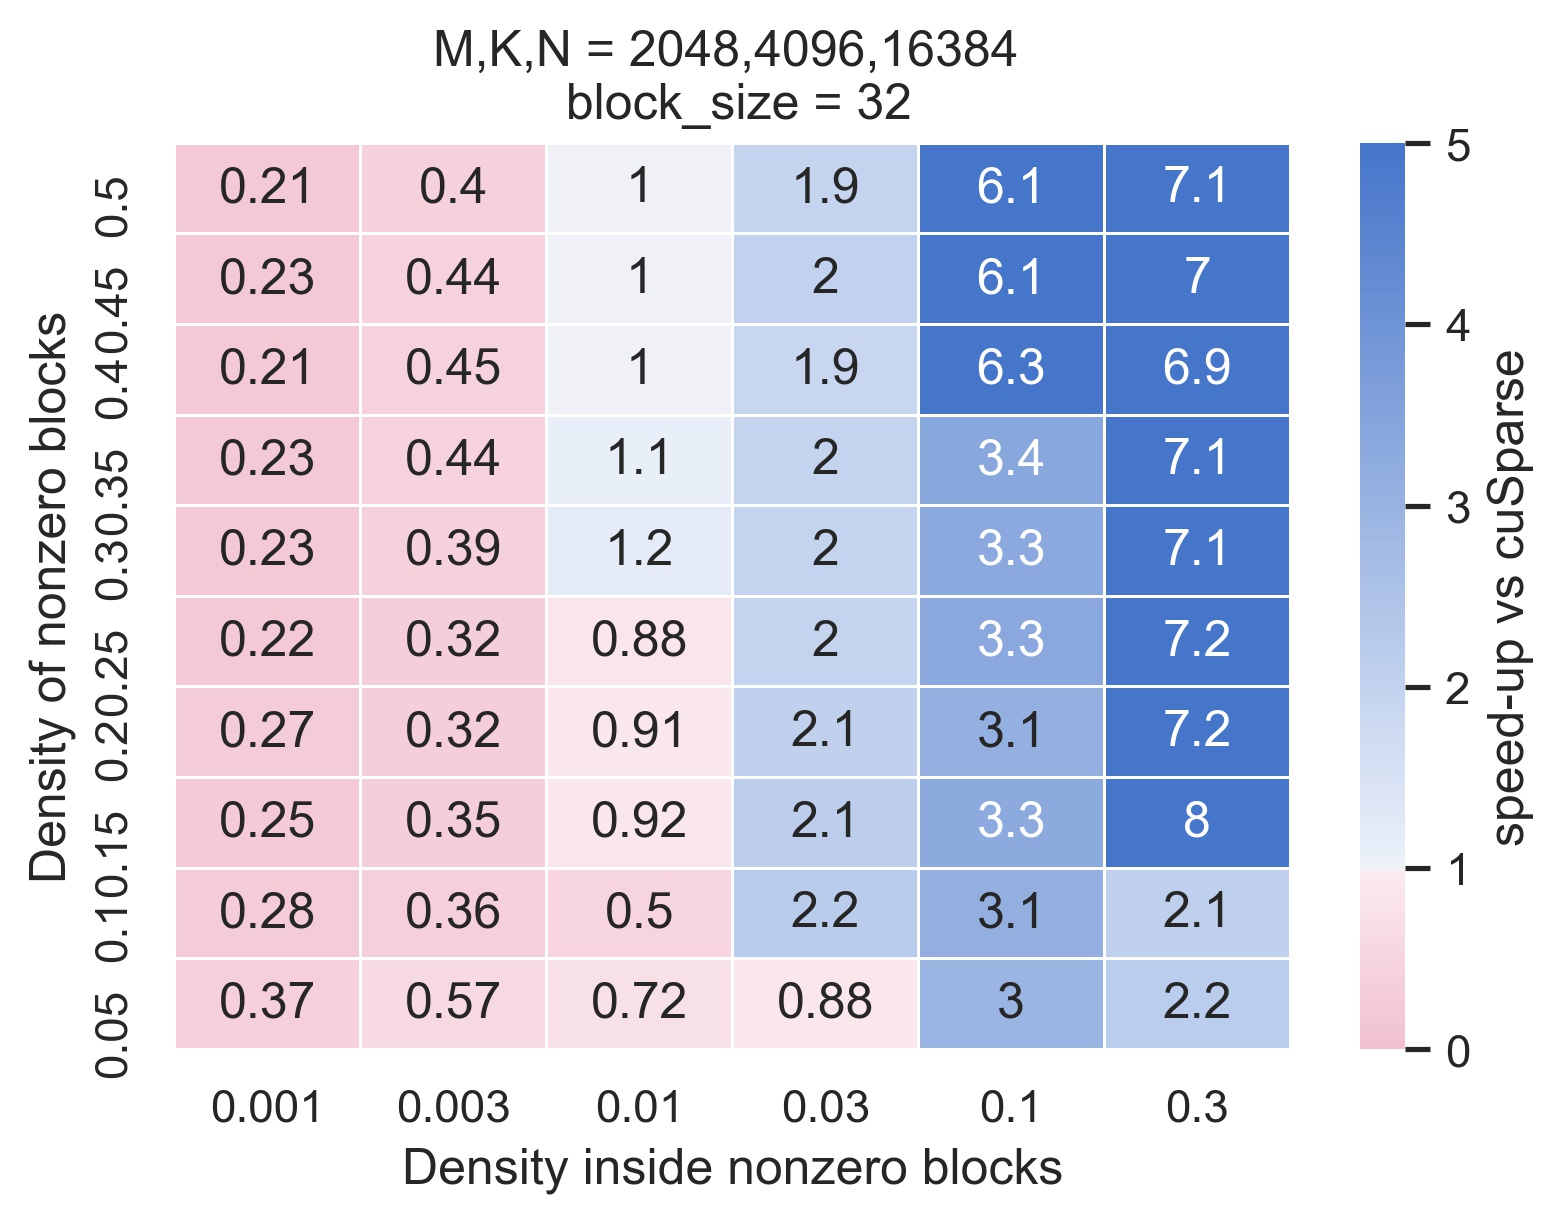 M,K,N = 2048,4096,16384
block_size = 32
Density of nonzero blocks
0.5 0.21 0.4 1 1.9 6.1 7.1
0.45 0.23 0.44 1 2 6.1 7
0.4 0.21 0.45 1 1.9 6.3 6.9
0.35 0.23 0.44 1.1 2 3.4 7.1
0.3 0.23 0.39 1.2 2 3.3 7.1
0.25 0.22 0.32 0.88 2 3.3 7.2
0.2 0.27 0.32 0.91 2.1 3.1 7.2
0.15 0.25 0.35 0.92 2.1 3.3 8
0.1 0.28 0.36 0.5 2.2 3.1 2.1
0.05 0.37 0.57 0.72 0.88 3 2.2
0.001 0.003 0.01 0.03 0.1 0.3
Density inside nonzero blocks
5
4
3
2
1
0
speed-up vs cuSparse